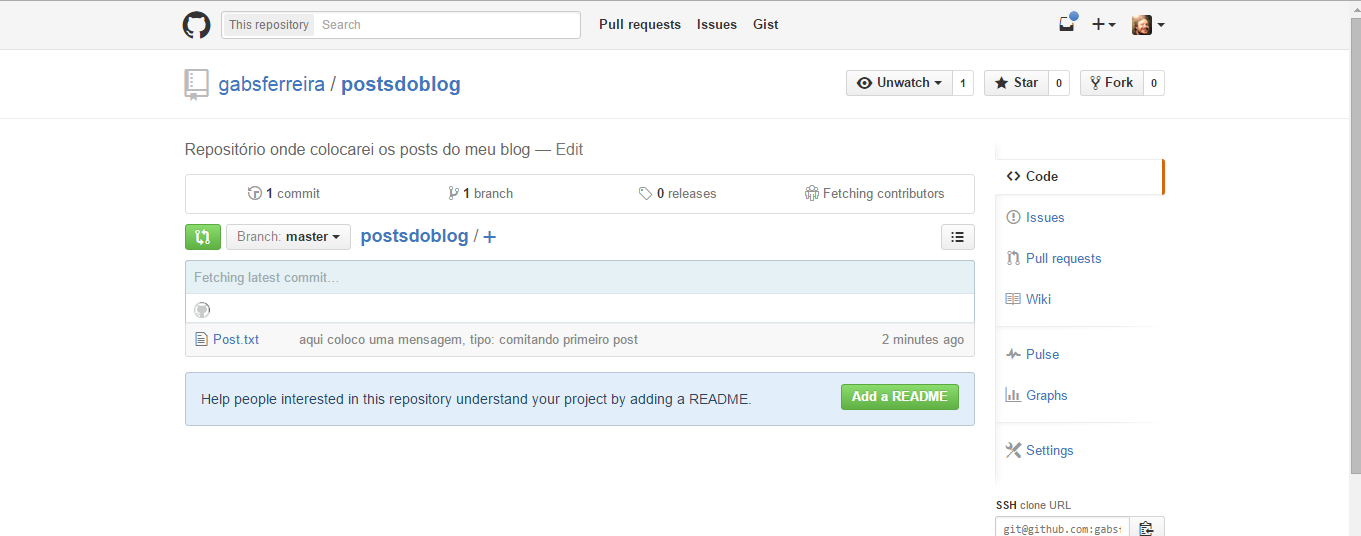 This repository Search Pull requests Issues Gist
gabsferreira / postsdoblog Unwatch 1 Star 0 Fork 0
Repositório onde colocarei os posts do meu blog — Edit
1 commit 1 branch 0 releases Fetching contributors
Branch: master postsdoblog / +
Fetching latest commit...
Post.txt aqui coloco uma mensagem, tipo: comitando primeiro post 2 minutes ago
Help people interested in this repository understand your project by adding a README. Add a README
Code
Issues
Pull requests
Wiki
Pulse
Graphs
Settings
SSH clone URL
git@github.com:gabs